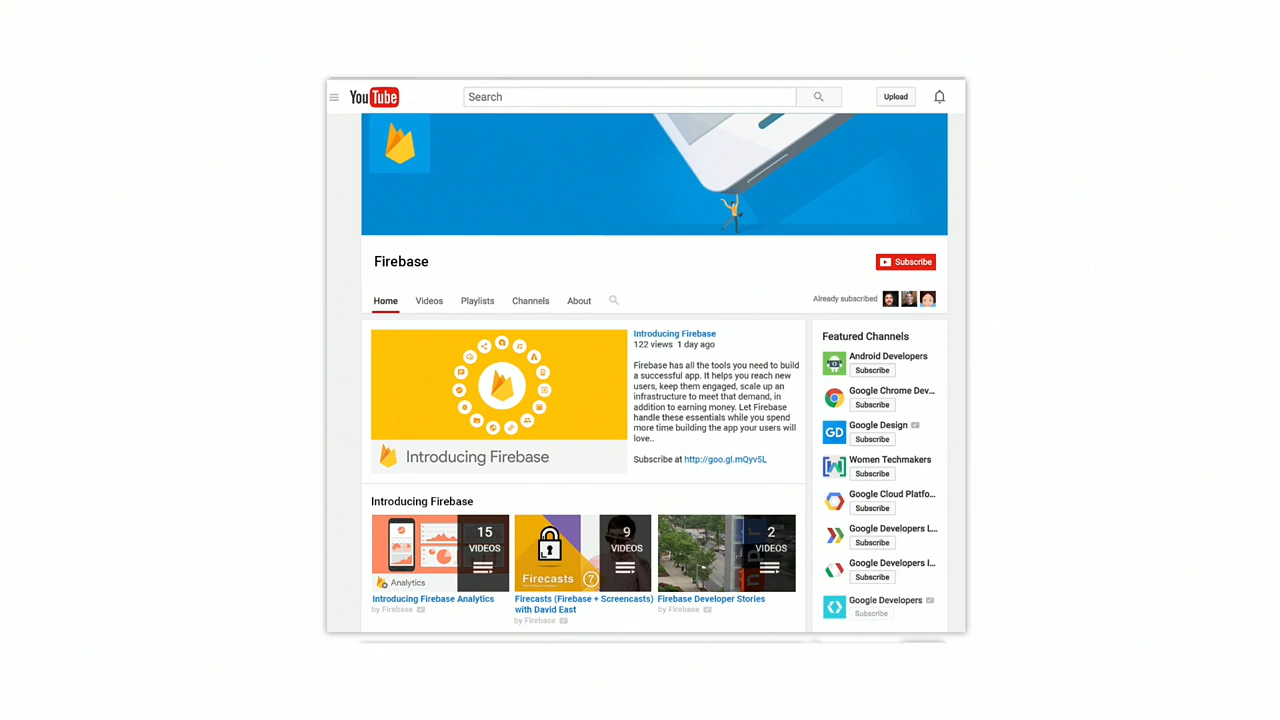 YouTube
Search
Upload
Firebase
Subscribe
Home
Videos
Playlists
Channels
About
Already subscribed
Introducing Firebase
122 views 1 day ago
Firebase has all the tools you need to build
a successful app. It helps you reach new
users, keep them engaged, scale up an
infrastructure to meet that demand, in
addition to earning money. Let Firebase
handle these essentials while you spend
more time building the app your users will
love..
Subscribe at http://goo.gl.mQyv5L
Introducing Firebase
Introducing Firebase
15
VIDEOS
Analytics
Introducing Firebase Analytics
by Firebase
9
VIDEOS
Firecasts 7
Firecasts (Firebase + Screencasts)
with David East
by Firebase
2
VIDEOS
Firebase Developer Stories
by Firebase
Featured Channels
Android Developers
Subscribe
Google Chrome Dev...
Subscribe
GD
Google Design
Subscribe
Women Techmakers
Subscribe
Google Cloud Platfo...
Subscribe
Google Developers L...
Subscribe
Google Developers I...
Subscribe
Google Developers
Subscribe